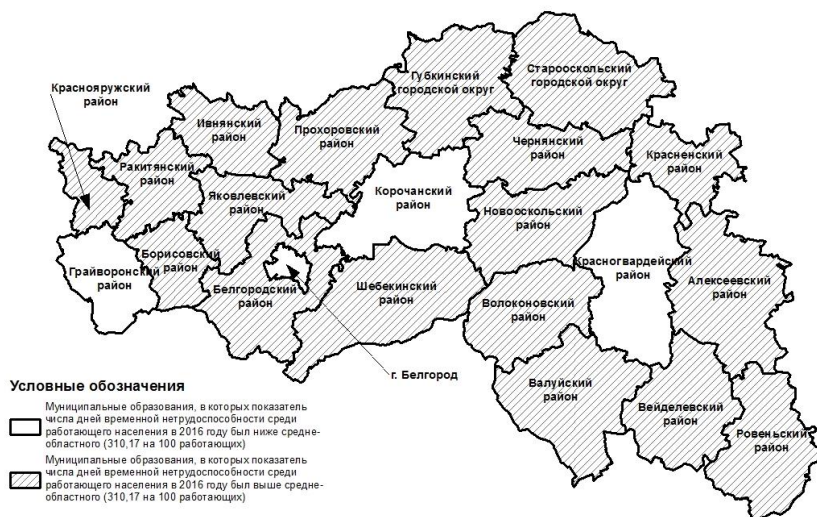 Губкинский
городской округ
Старооскольский
городской округ
Краснояружский
район
Ивнянский
район
Прохоровский
район
Чернянский
район
Красненский
район
Ракитянский
район
Яковлевский
район
Корочанский
район
Новооскольский
район
Грайворонский
район
Борисовский
район
Белгородский
район
Шебекинский
район
Красногвардейский
район
Алексеевский
район
Волоконовский
район
г. Белгород
Валуйский
район
Вейделевский
район
Ровеньский
район
Условные обозначения
Муниципальные образования, в которых показатель
числа дней временной нетрудоспособности среди
работающего населения в 2016 году был ниже средне-
областного (310,17 на 100 работающих)
Муниципальные образования, в которых показатель
числа дней временной нетрудоспособности среди
работающего населения в 2016 году был выше средне-
областного (310,17 на 100 работающих)